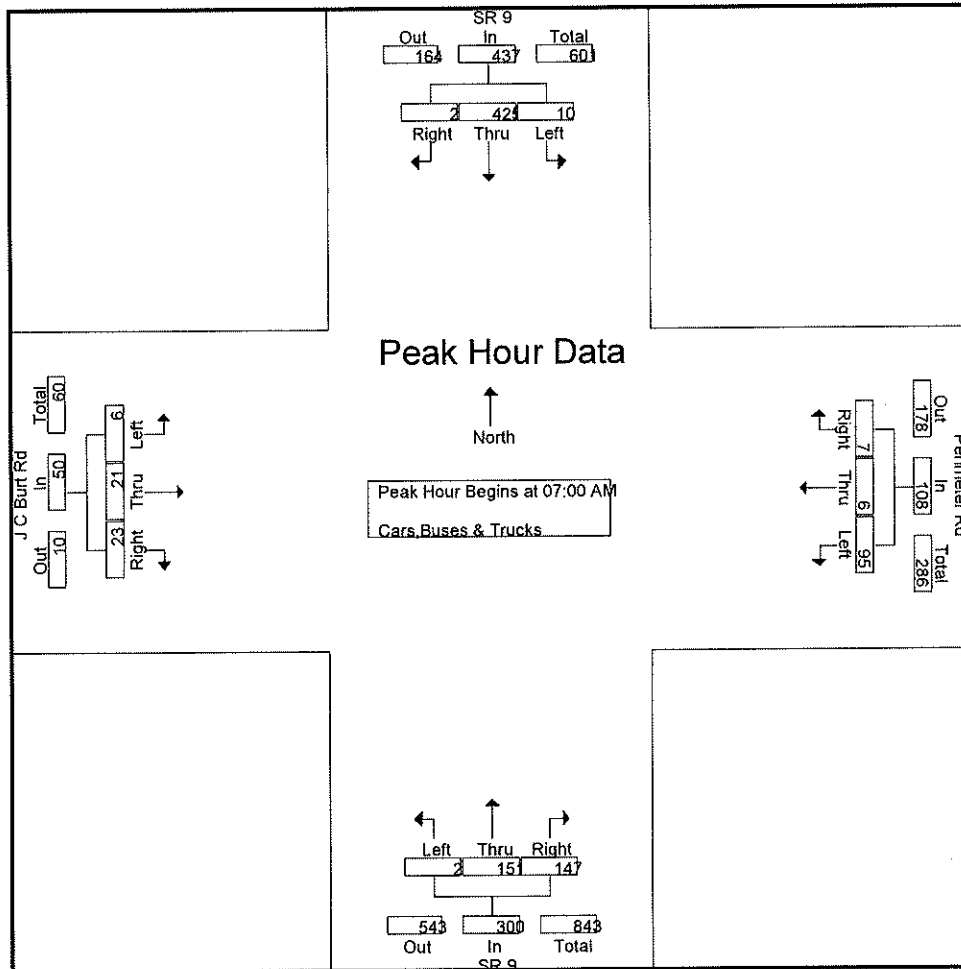 SR 9
Out In Total
164 437 601
2 425 10
Right Thru Left
Peak Hour Data
North
Peak Hour Begins at 07:00 AM
Cars,Buses & Trucks
J C Burt Rd
Out In Total
10 50 60
6 21 23
Left Thru Right
Perimeter Rd
Out In Total
178 108 286
7 6 95
Right Thru Left
Left Thru Right
2 151 147
543 300 843
Out In Total
SR 9